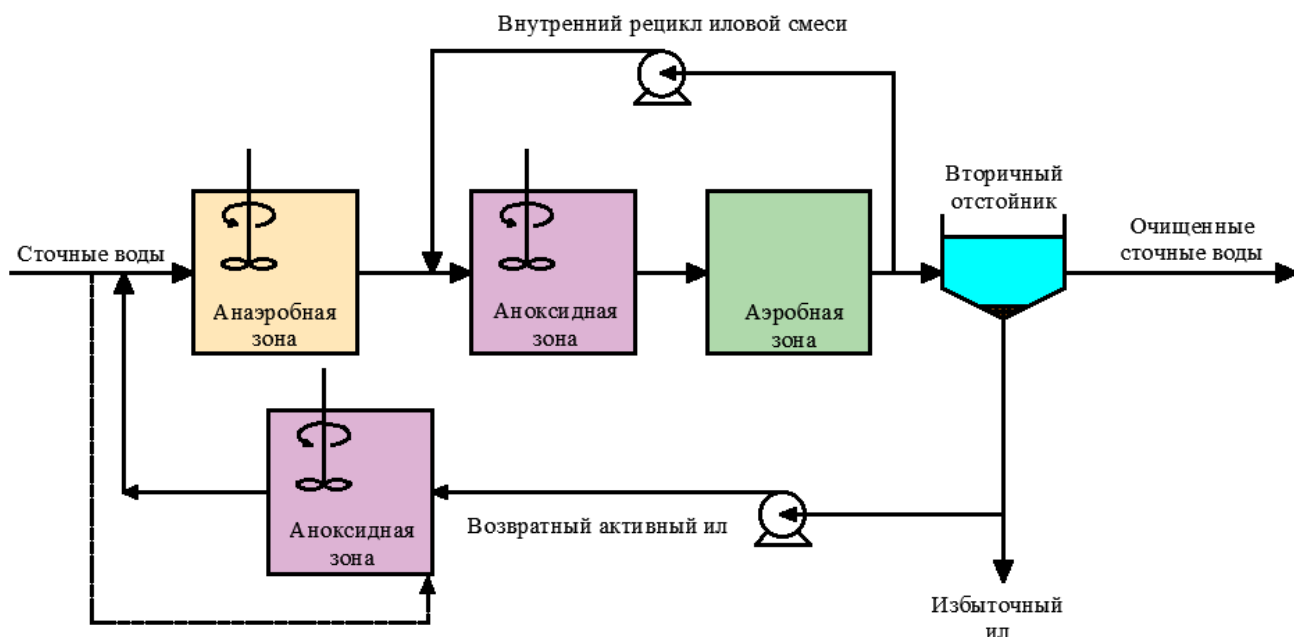 Внутренний рецикл иловой смеси
Вторичный
отстойник
Очищенные
сточные воды
Сточные воды
Анаэробная
зона
Аноксидная
зона
Аэробная
зона
Аноксидная
зона
Возвратный активный ил
Избыточный
ил